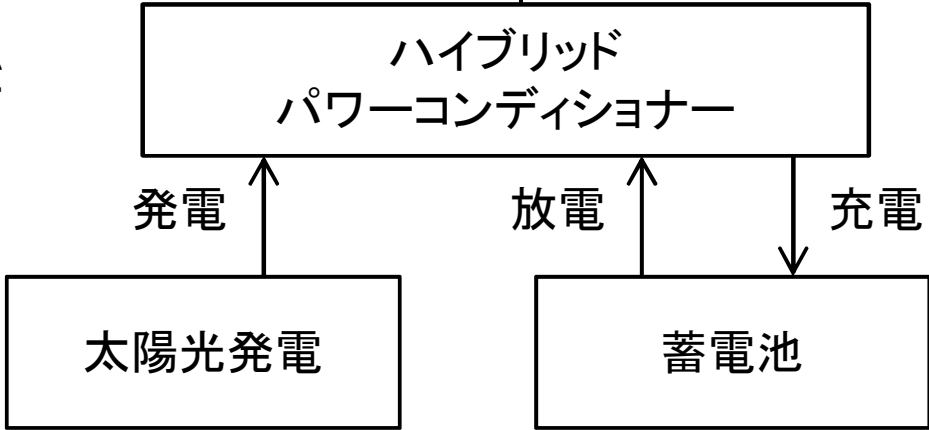 ハイブリッド
パワーコンディショナー
発電
放電
充電
太陽光発電
蓄電池